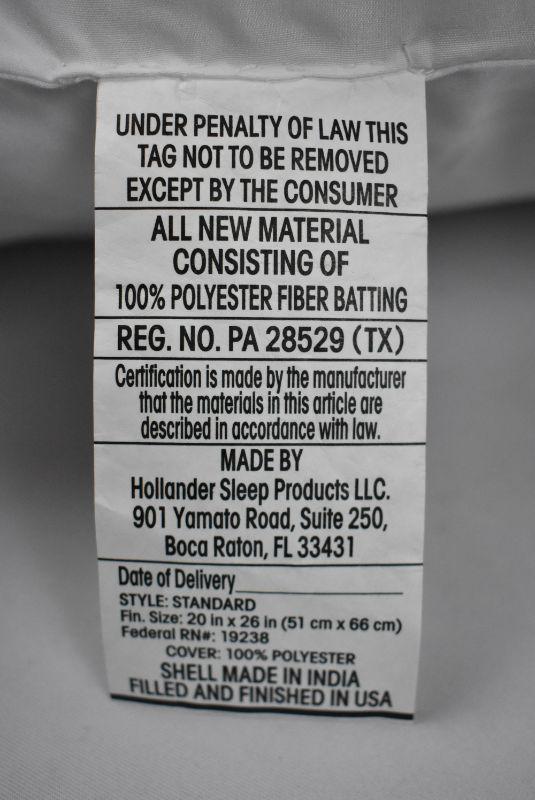 UNDER PENALTY OF LAW THIS
TAG NOT TO BE REMOVED
EXCEPT BY THE CONSUMER
ALL NEW MATERIAL
CONSISTING OF
100% POLYESTER FIBER BATTING
REG. NO. PA 28529 (TX)
Certification is made by the manufacturer
that the materials in this article are
described in accordance with law.
MADE BY
Hollander Sleep Products LLC.
901 Yamato Road, Suite 250,
Boca Raton, FL 33431
Date of Delivery
STYLE: STANDARD
Fin. Size: 20 in x 26 in (51 cm x 66 cm)
Federal RN#: 19238
COVER: 100% POLYESTER
SHELL MADE IN INDIA
FILLED AND FINISHED IN USA